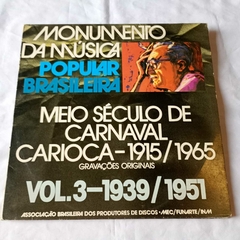 MONUMENTO
DA MÚSICA
POPULAR
BRASILEIRA
MEIO SÉCULO DE
CARNAVAL
CARIOCA-1915/1965
GRAVAÇÕES ORIGINAIS
VOL.3-1939/1951
ASSOCIAÇÃO BRASILEIRA DOS PRODUTORES DE DISCOS · MEC/FUNARTE/INM